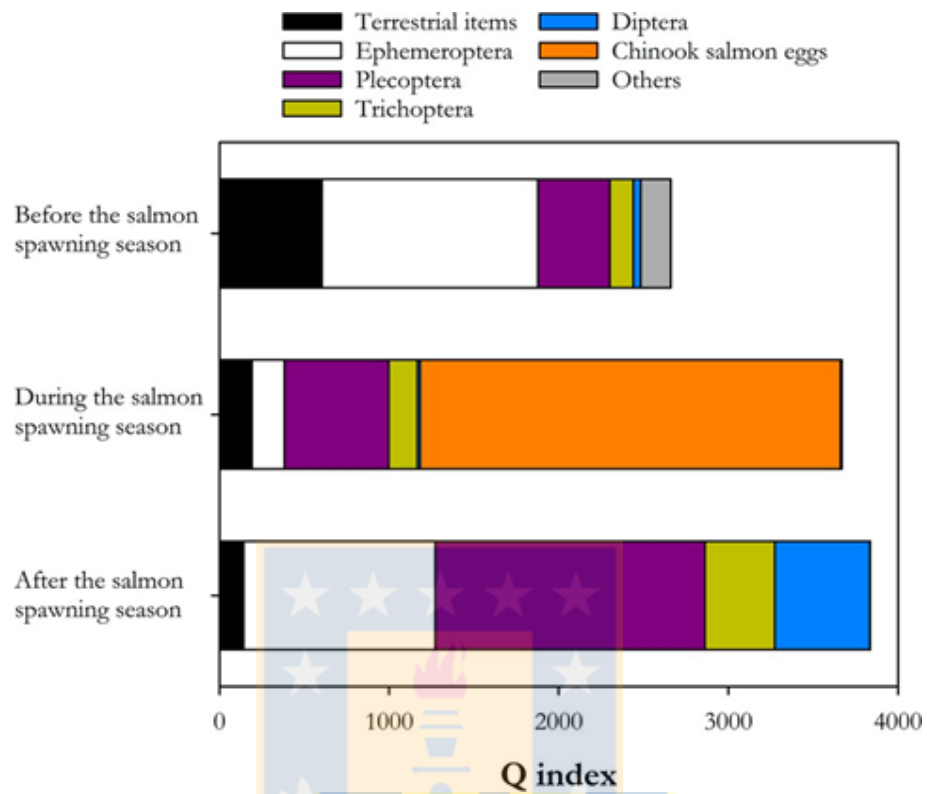 Terrestrial items
Ephemeroptera
Plecoptera
Trichoptera
Diptera
Chinook salmon eggs
Others
Before the salmon
spawning season
During the salmon
spawning season
After the salmon
spawning season
0 1000 2000 3000 4000
Q index